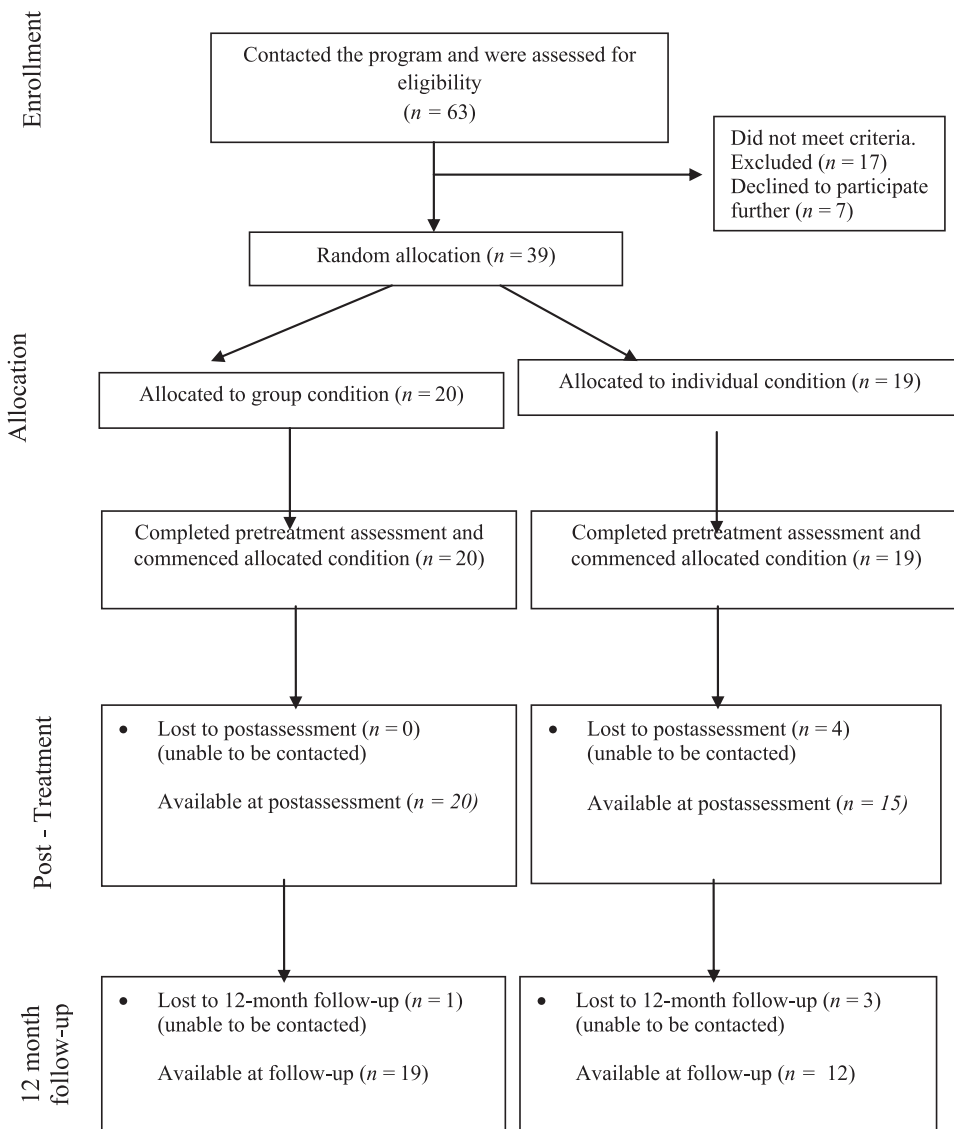 Enrollment
Contacted the program and were assessed for
eligibility
(n = 63)
Did not meet criteria.
Excluded (n = 17)
Declined to participate
further (n = 7)
Random allocation (n = 39)
Allocation
Allocated to group condition (n = 20)
Allocated to individual condition (n = 19)
Completed pretreatment assessment and
commenced allocated condition (n = 20)
Completed pretreatment assessment and
commenced allocated condition (n = 19)
Post - Treatment
• Lost to postassessment (n = 0)
(unable to be contacted)
Available at postassessment (n = 20)
• Lost to postassessment (n = 4)
(unable to be contacted)
Available at postassessment (n = 15)
12 month
follow-up
• Lost to 12-month follow-up (n = 1)
(unable to be contacted)
Available at follow-up (n = 19)
• Lost to 12-month follow-up (n = 3)
(unable to be contacted)
Available at follow-up (n = 12)